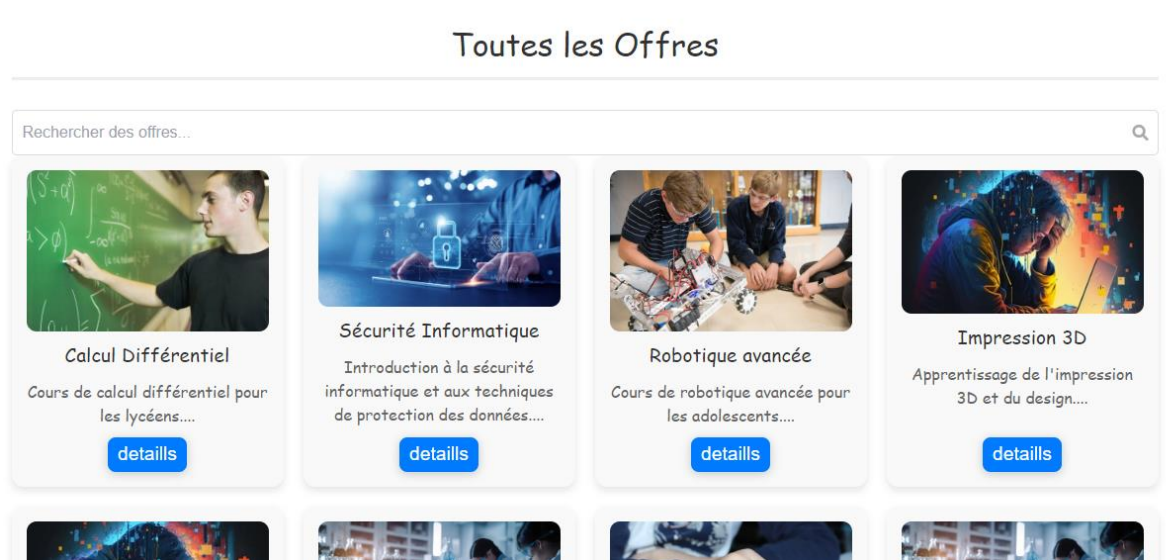 Toutes les Offres
Rechercher des offres...
Calcul Différentiel
Cours de calcul différentiel pour
les lycéens....
detaills
Sécurité Informatique
Introduction à la sécurité
informatique et aux techniques
de protection des données....
detaills
Robotique avancée
Cours de robotique avancée pour
les adolescents....
detaills
Impression 3D
Apprentissage de l'impression
3D et du design....
detaills